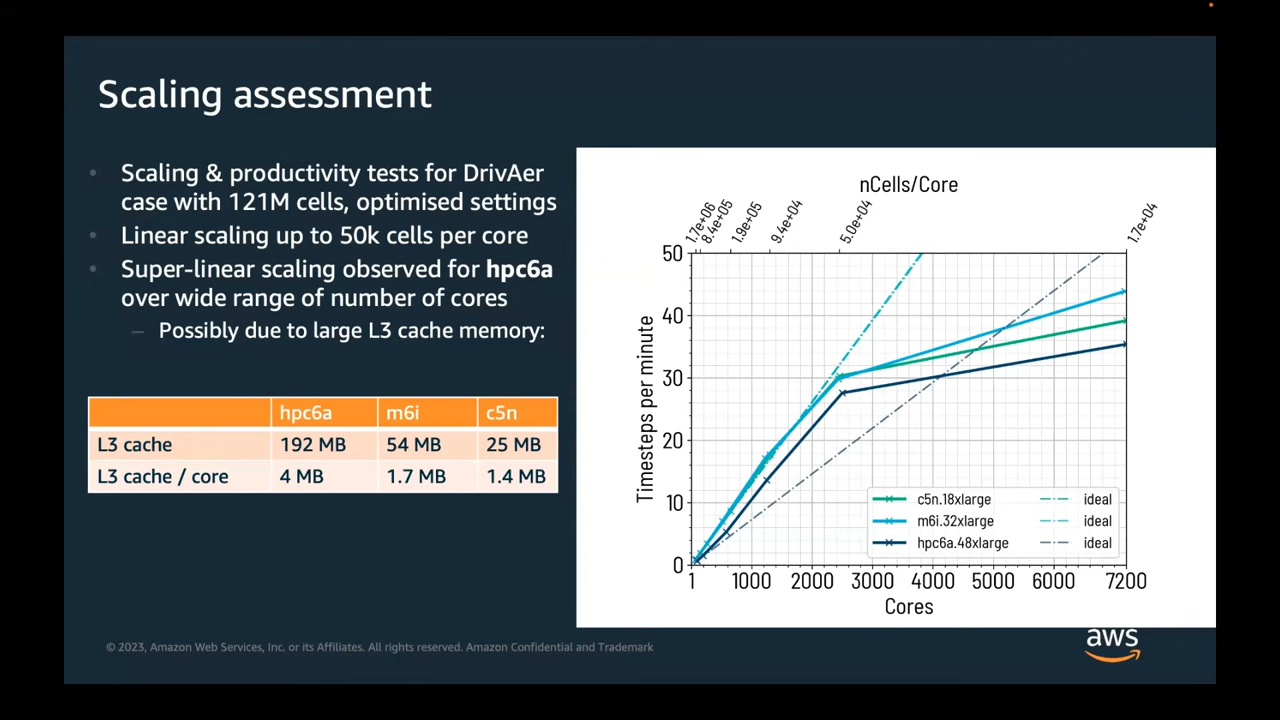 Scaling assessment
Scaling & productivity tests for DrivAer
case with 121M cells, optimised settings
Linear scaling up to 50k cells per core
Super-linear scaling observed for hpc6a
over wide range of number of cores
Possibly due to large L3 cache memory:
hpc6a m6i c5n
L3 cache 192 MB 54 MB 25 MB
L3 cache / core 4 MB 1.7 MB 1.4 MB
nCells/Core
1.7e+06 8.4e+05 1.9e+05 9.4e+04 5.0e+04 1.7e+04
Timesteps per minute
50
40
30
20
10
0
c5n.18xlarge ideal
m6i.32xlarge ideal
hpc6a.48xlarge ideal
1 1000 2000 3000 4000 5000 6000 7200
Cores
© 2023, Amazon Web Services, Inc. or its Affiliates. All rights reserved. Amazon Confidential and Trademark
aws